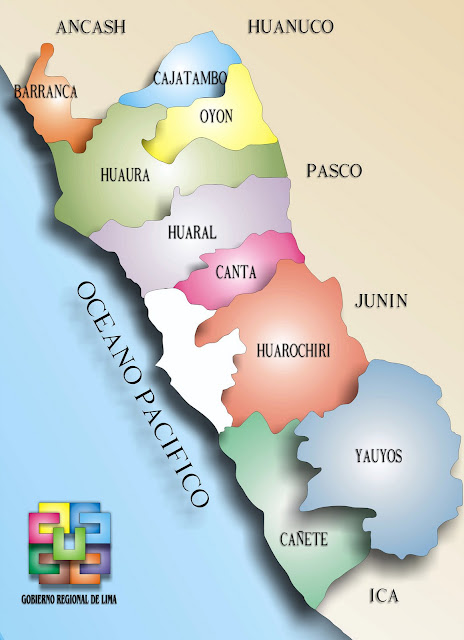 ANCASH
HUANUCO
CAJATAMBO
BARRANCA
OYON
HUAURA
PASCO
HUARAL
CANTA
OCEANO PACIFICO
JUNIN
HUAROCHIRI
YAUYOS
CAÑETE
ICA
GOBIERNO REGIONAL DE LIMA